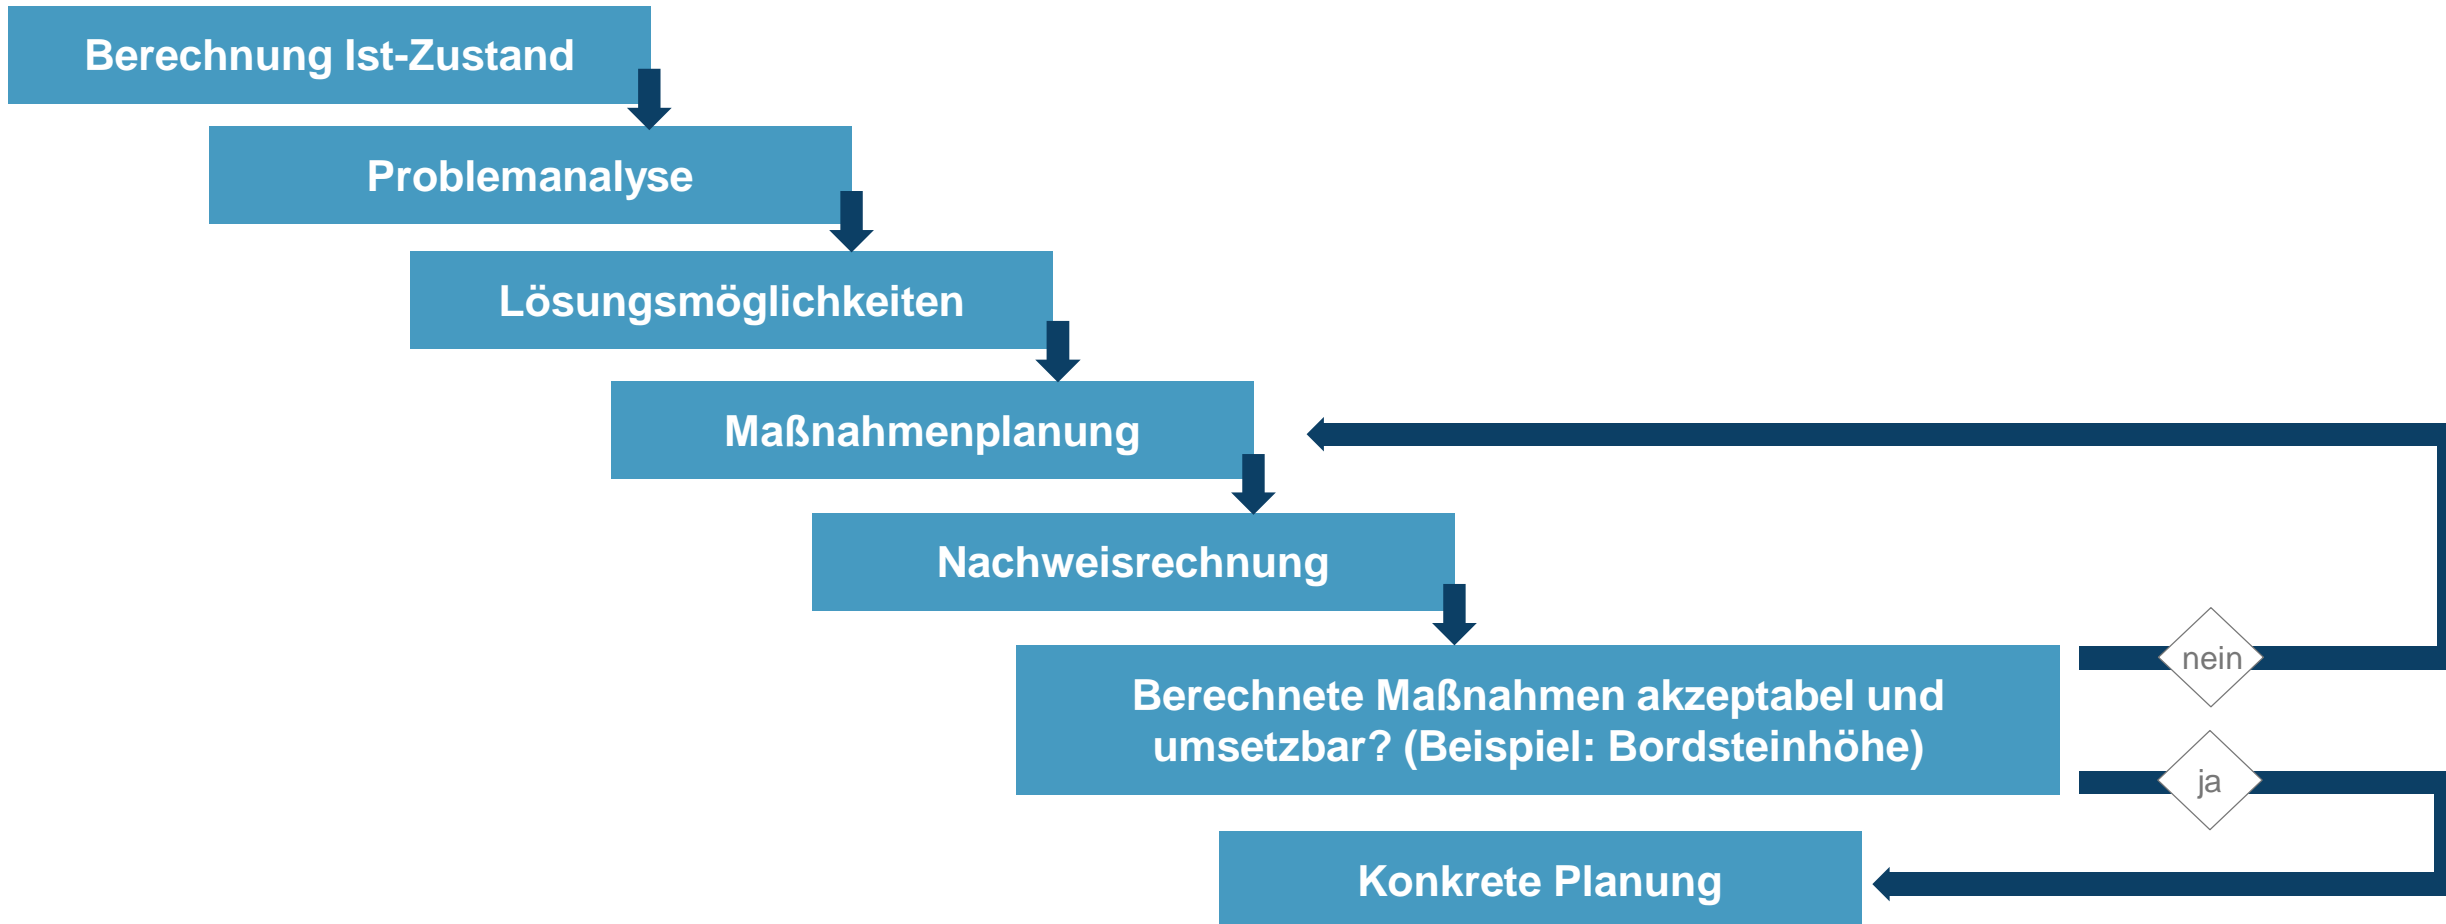 Berechnung Ist-Zustand
Problemanalyse
Lösungsmöglichkeiten
Maßnahmenplanung
Nachweisrechnung
Berechnete Maßnahmen akzeptabel und
umsetzbar? (Beispiel: Bordsteinhöhe)
nein
ja
Konkrete Planung